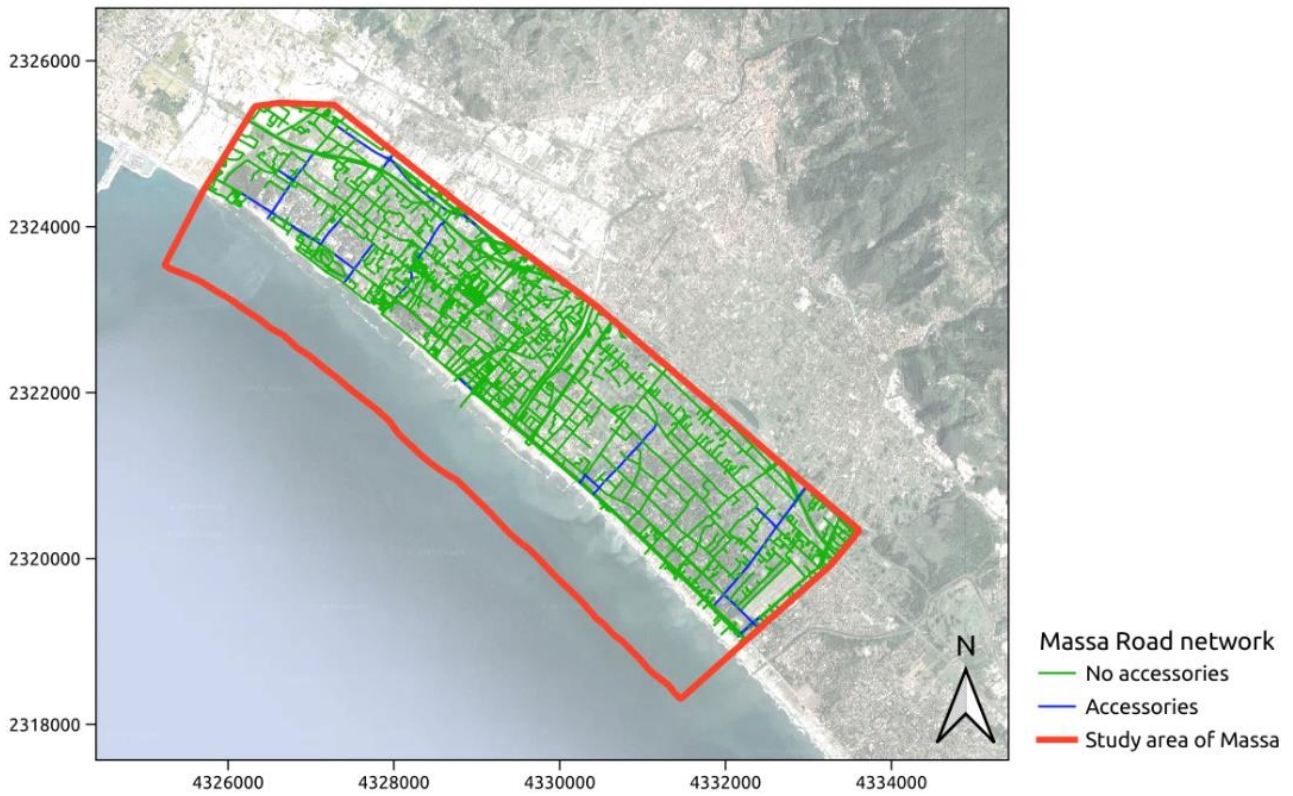 2326000
2324000
2322000
2320000
2318000
4326000
4328000
4330000
4332000
4334000
N
Massa Road network
No accessories
Accessories
Study area of Massa